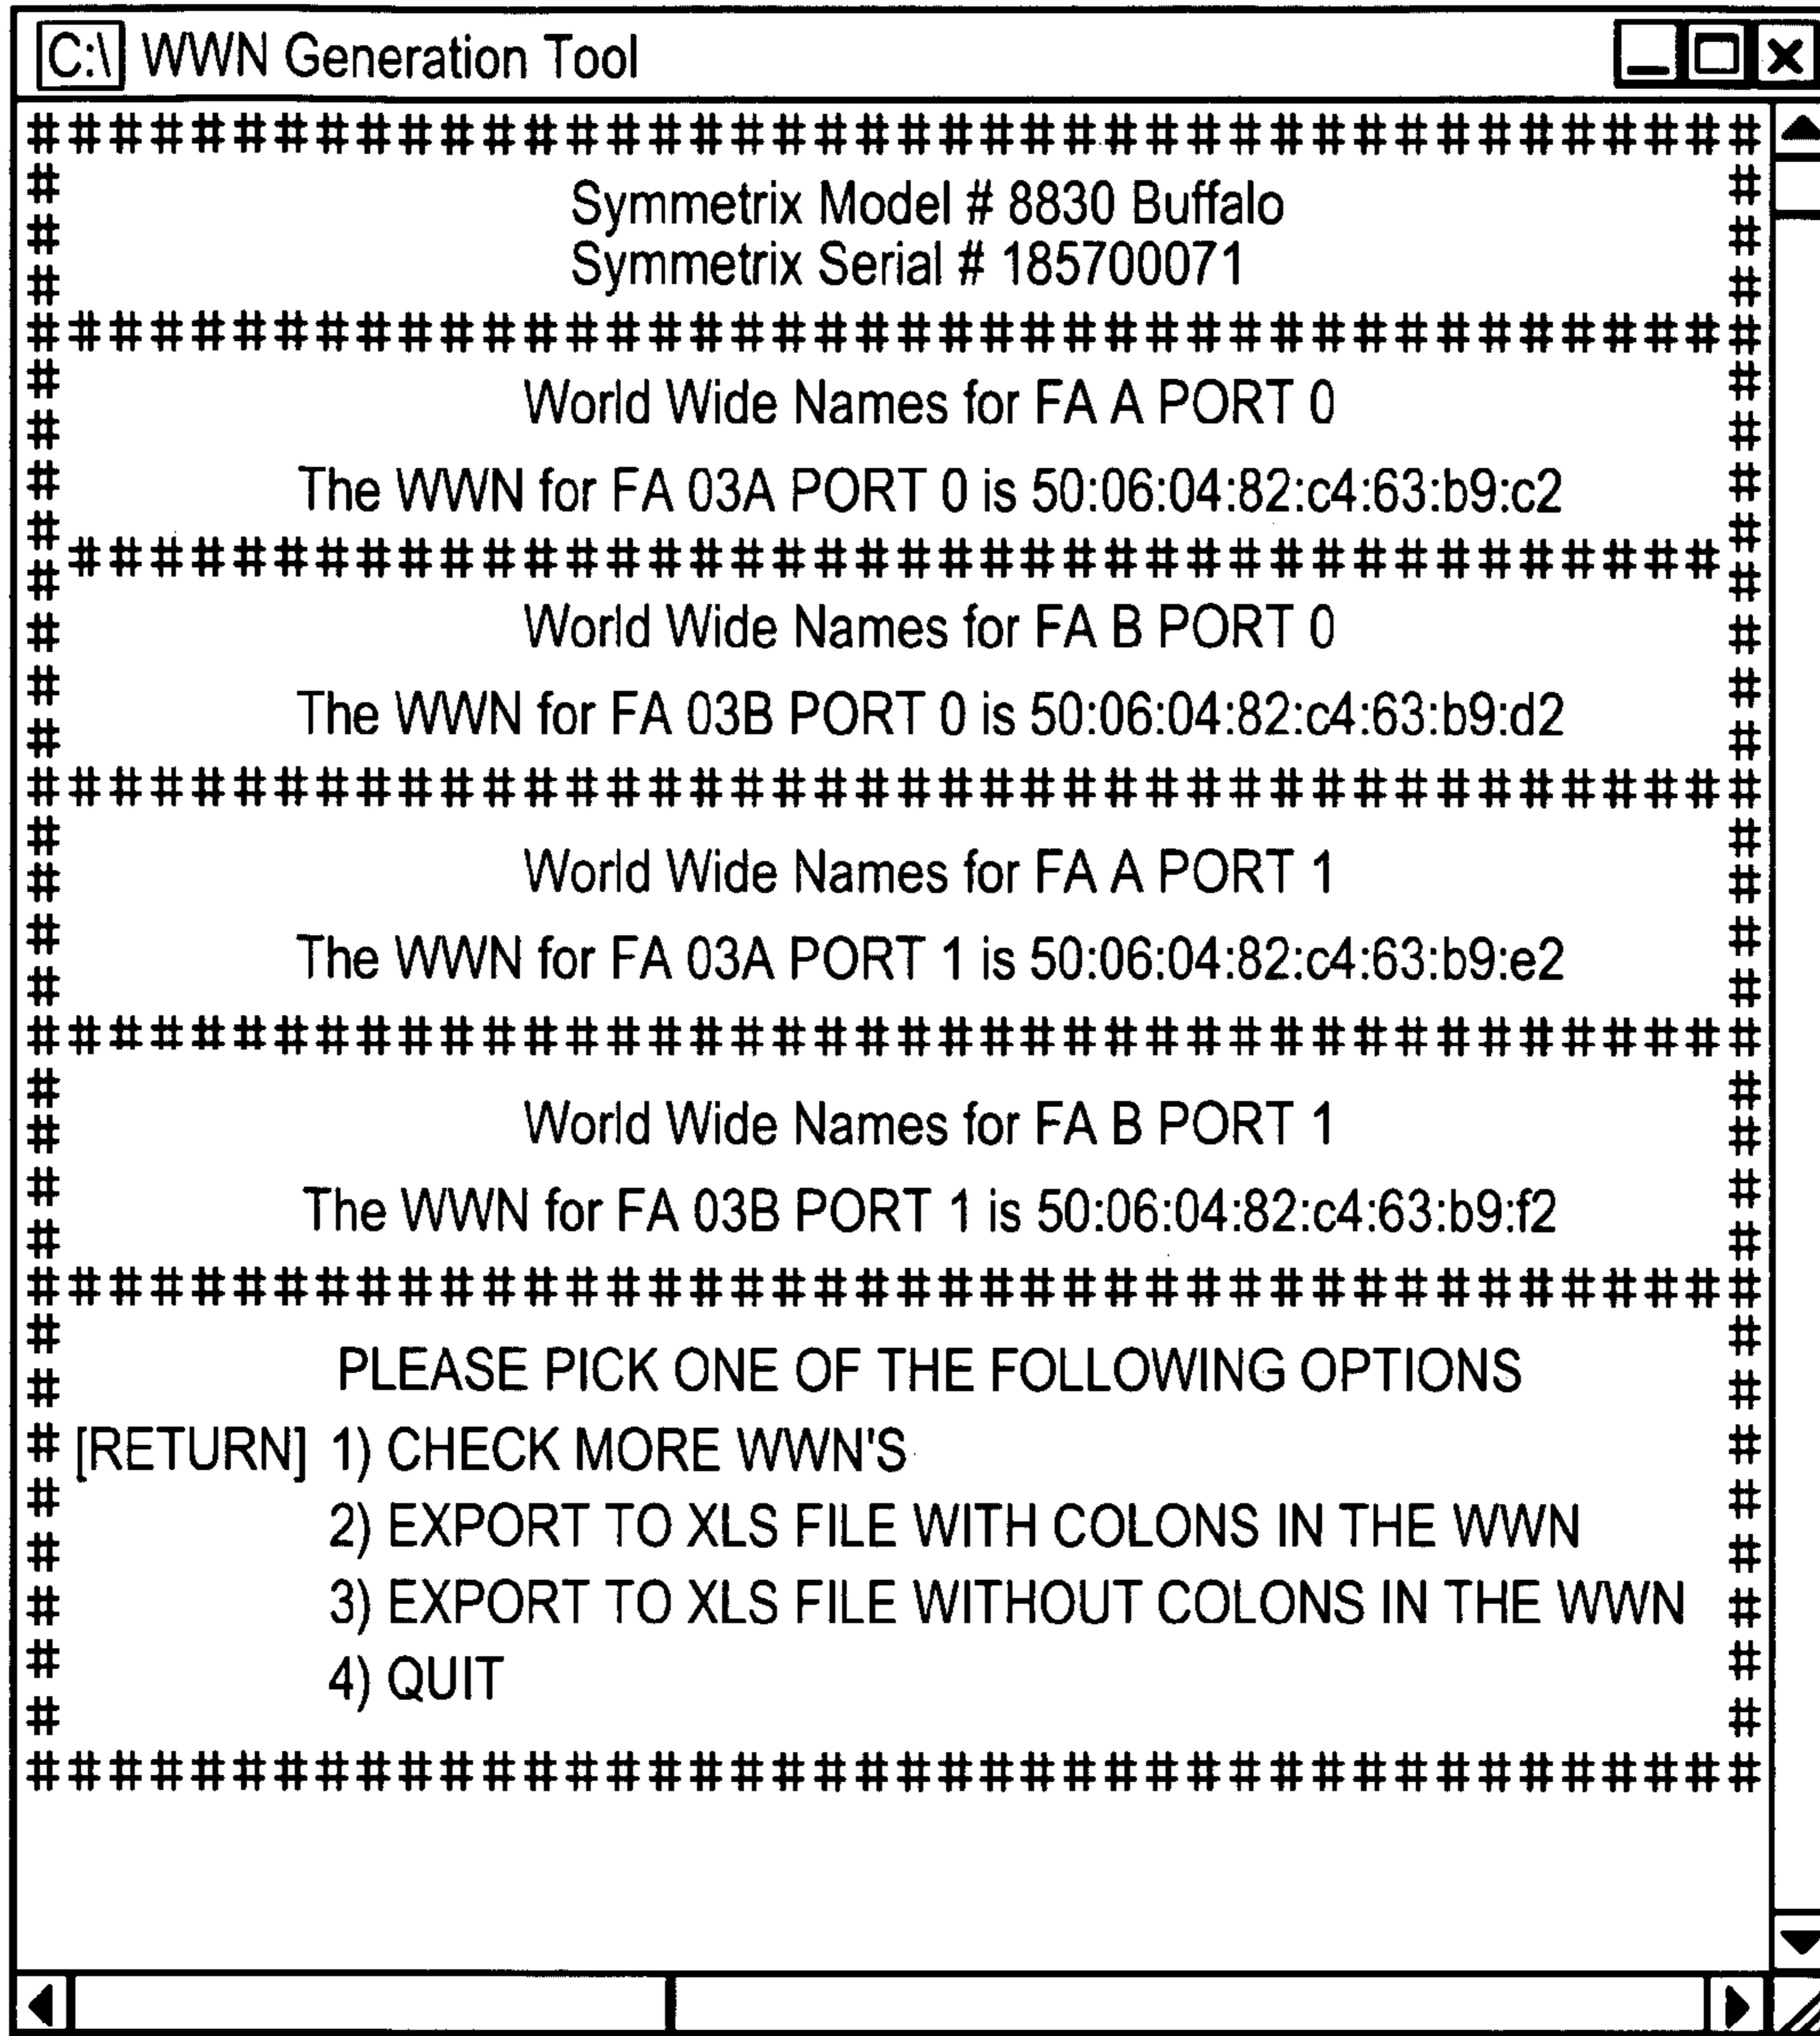 C:\ WWN Generation Tool
###########################################
# Symmetrix Model # 8830 Buffalo #
# Symmetrix Serial # 185700071 #
###########################################
# World Wide Names for FA A PORT 0 #
# The WWN for FA 03A PORT 0 is 50:06:04:82:c4:63:b9:c2 #
###########################################
# World Wide Names for FA B PORT 0 #
# The WWN for FA 03B PORT 0 is 50:06:04:82:c4:63:b9:d2 #
###########################################
# World Wide Names for FA A PORT 1 #
# The WWN for FA 03A PORT 1 is 50:06:04:82:c4:63:b9:e2 #
###########################################
# World Wide Names for FA B PORT 1 #
# The WWN for FA 03B PORT 1 is 50:06:04:82:c4:63:b9:f2 #
###########################################
# PLEASE PICK ONE OF THE FOLLOWING OPTIONS #
# [RETURN] 1) CHECK MORE WWN'S #
# 2) EXPORT TO XLS FILE WITH COLONS IN THE WWN #
# 3) EXPORT TO XLS FILE WITHOUT COLONS IN THE WWN #
# 4) QUIT #
###########################################